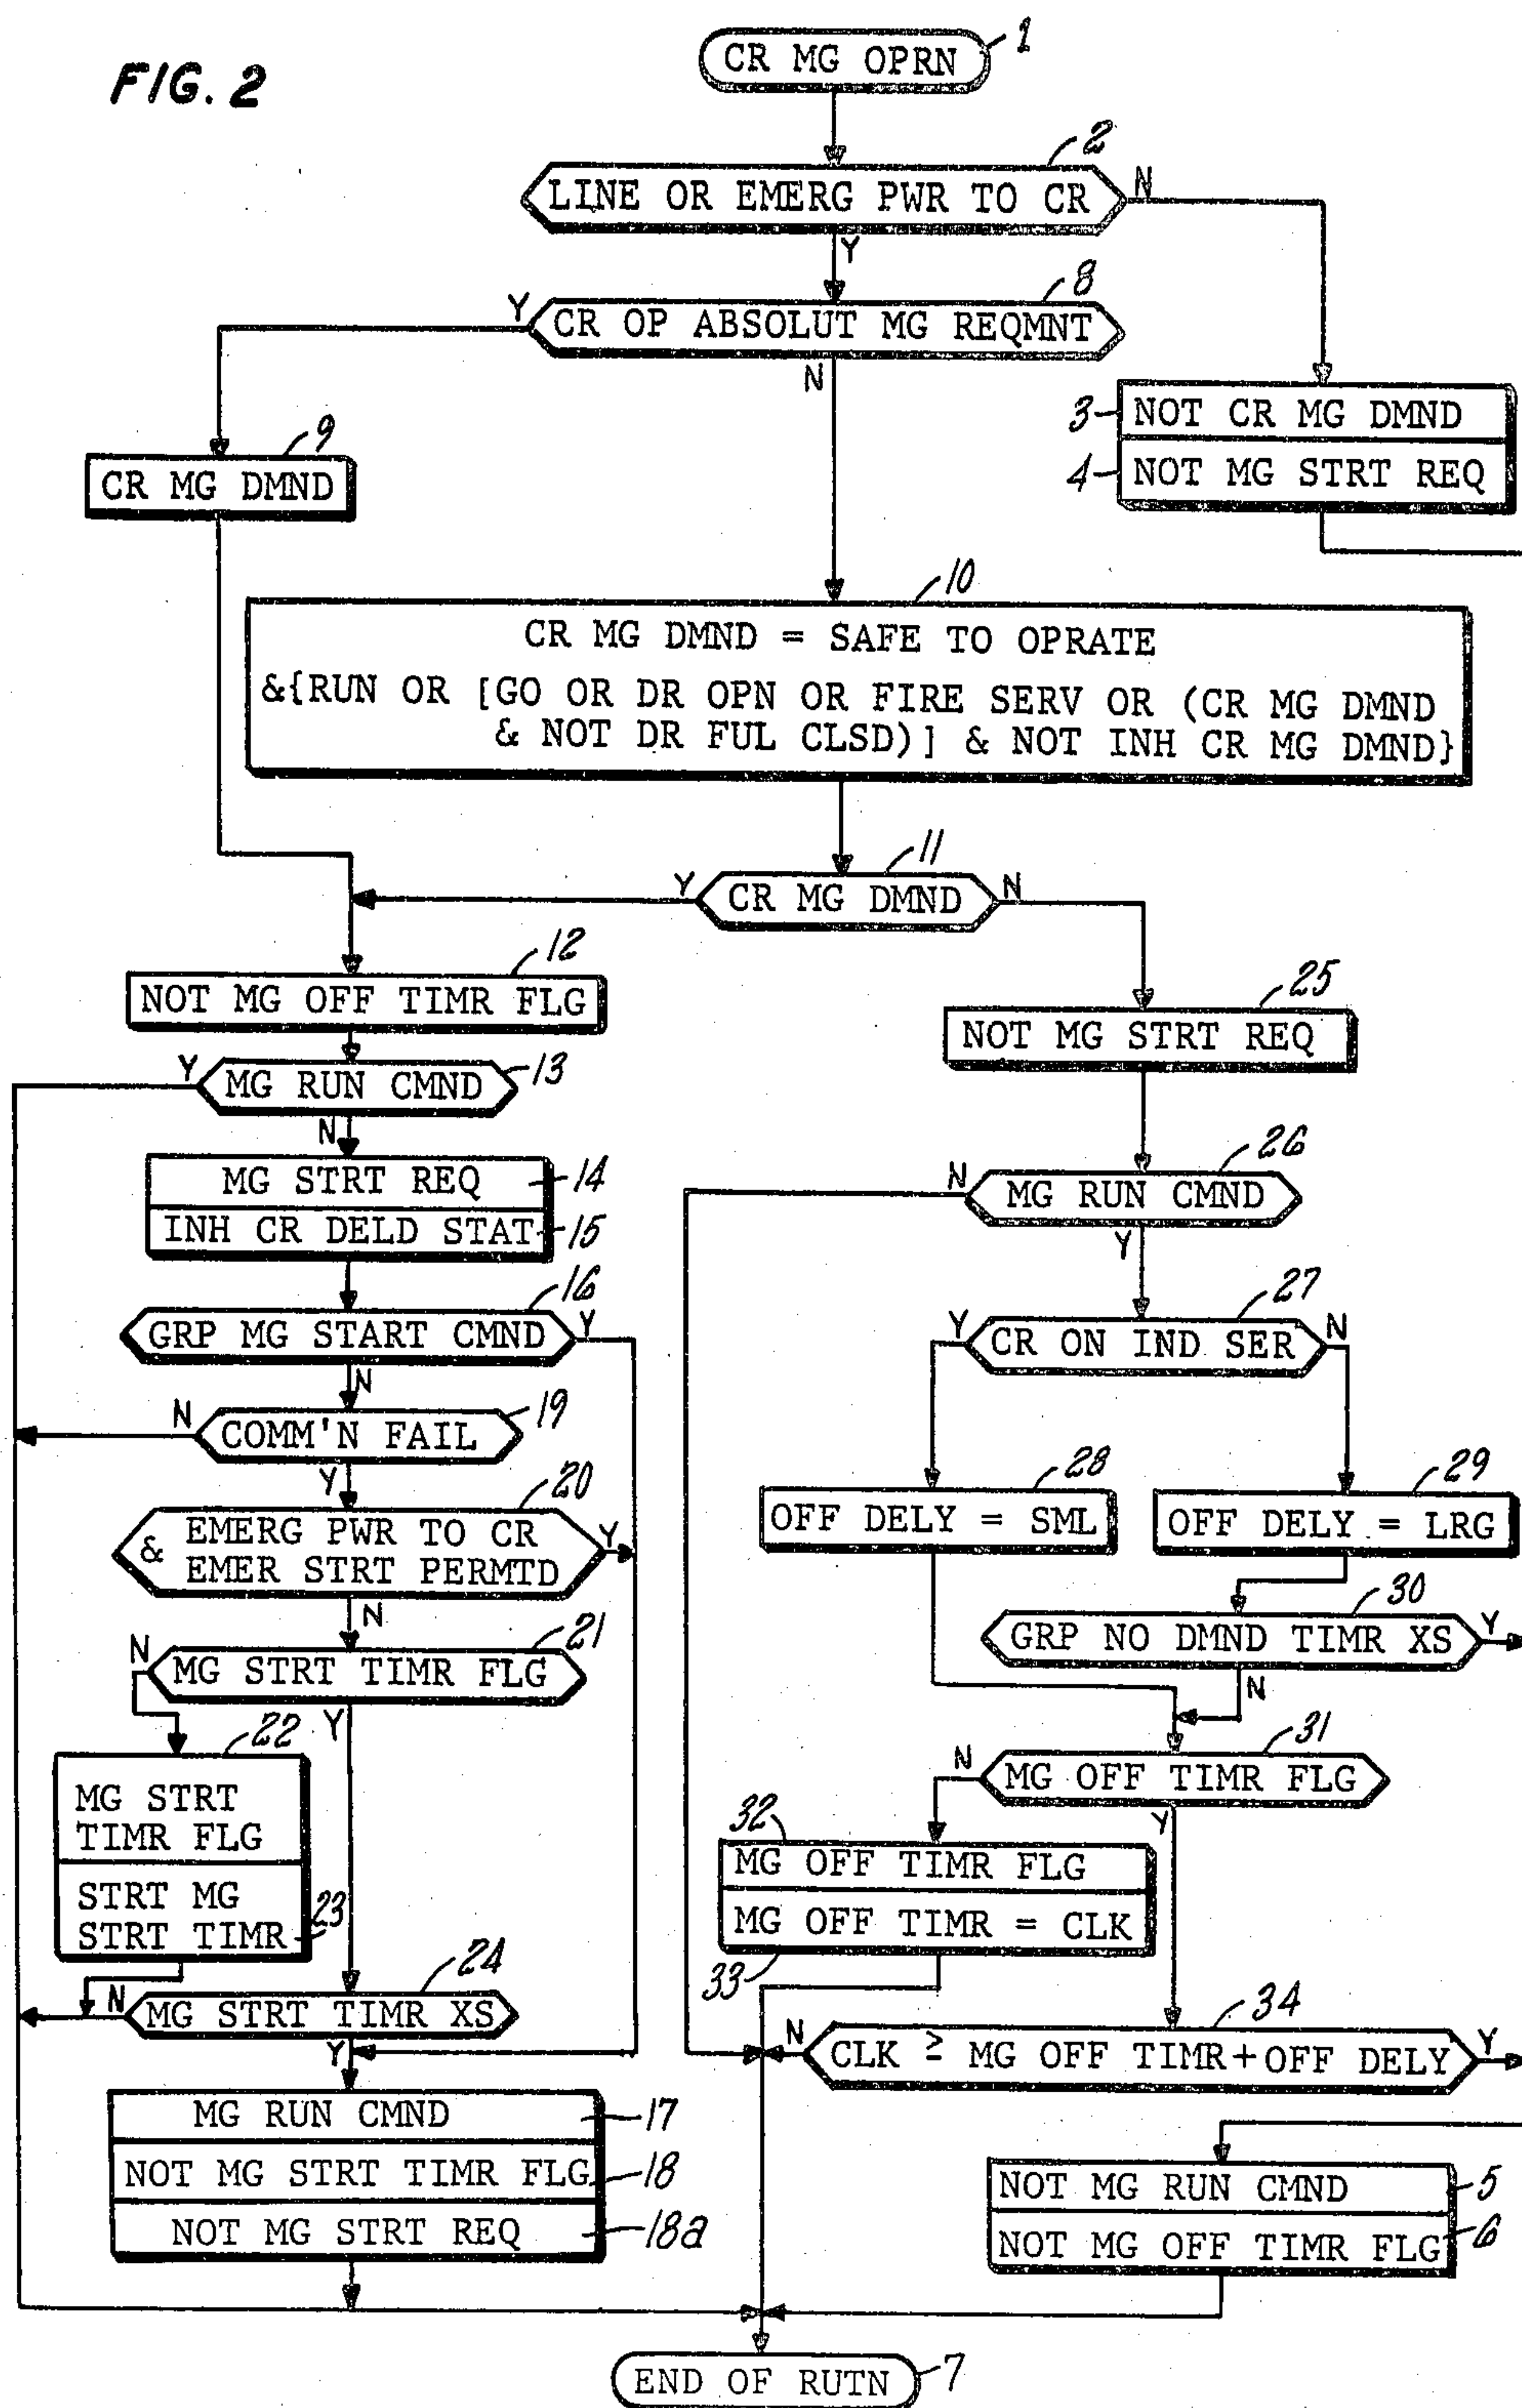 FIG. 2
CR MG OPRN
1
LINE OR EMERG PWR TO CR
2
N
Y
CR OP ABSOLUT MG REQMNT
8
Y
N
3
NOT CR MG DMND
4
NOT MG STRT REQ
CR MG DMND
9
10
CR MG DMND = SAFE TO OPRATE
&{RUN OR [GO OR DR OPN OR FIRE SERV OR (CR MG DMND
& NOT DR FUL CLSD)] & NOT INH CR MG DMND}
CR MG DMND
11
Y
N
NOT MG OFF TIMR FLG
12
MG RUN CMND
13
Y
N
MG STRT REQ
14
INH CR DELD STAT
15
GRP MG START CMND
16
Y
N
COMM'N FAIL
19
N
Y
EMERG PWR TO CR
& EMER STRT PERMTD
20
Y
N
MG STRT TIMR FLG
21
N
Y
22
MG STRT
TIMR FLG
STRT MG
STRT TIMR
23
MG STRT TIMR XS
24
N
Y
MG RUN CMND
17
NOT MG STRT TIMR FLG
18
NOT MG STRT REQ
18a
NOT MG STRT REQ
25
MG RUN CMND
26
N
Y
CR ON IND SER
27
Y
N
OFF DELY = SML
28
OFF DELY = LRG
29
GRP NO DMND TIMR XS
30
Y
N
MG OFF TIMR FLG
31
N
Y
32
MG OFF TIMR FLG
MG OFF TIMR = CLK
33
CLK ≥ MG OFF TIMR+OFF DELY
34
N
Y
NOT MG RUN CMND
5
NOT MG OFF TIMR FLG
6
END OF RUTN
7